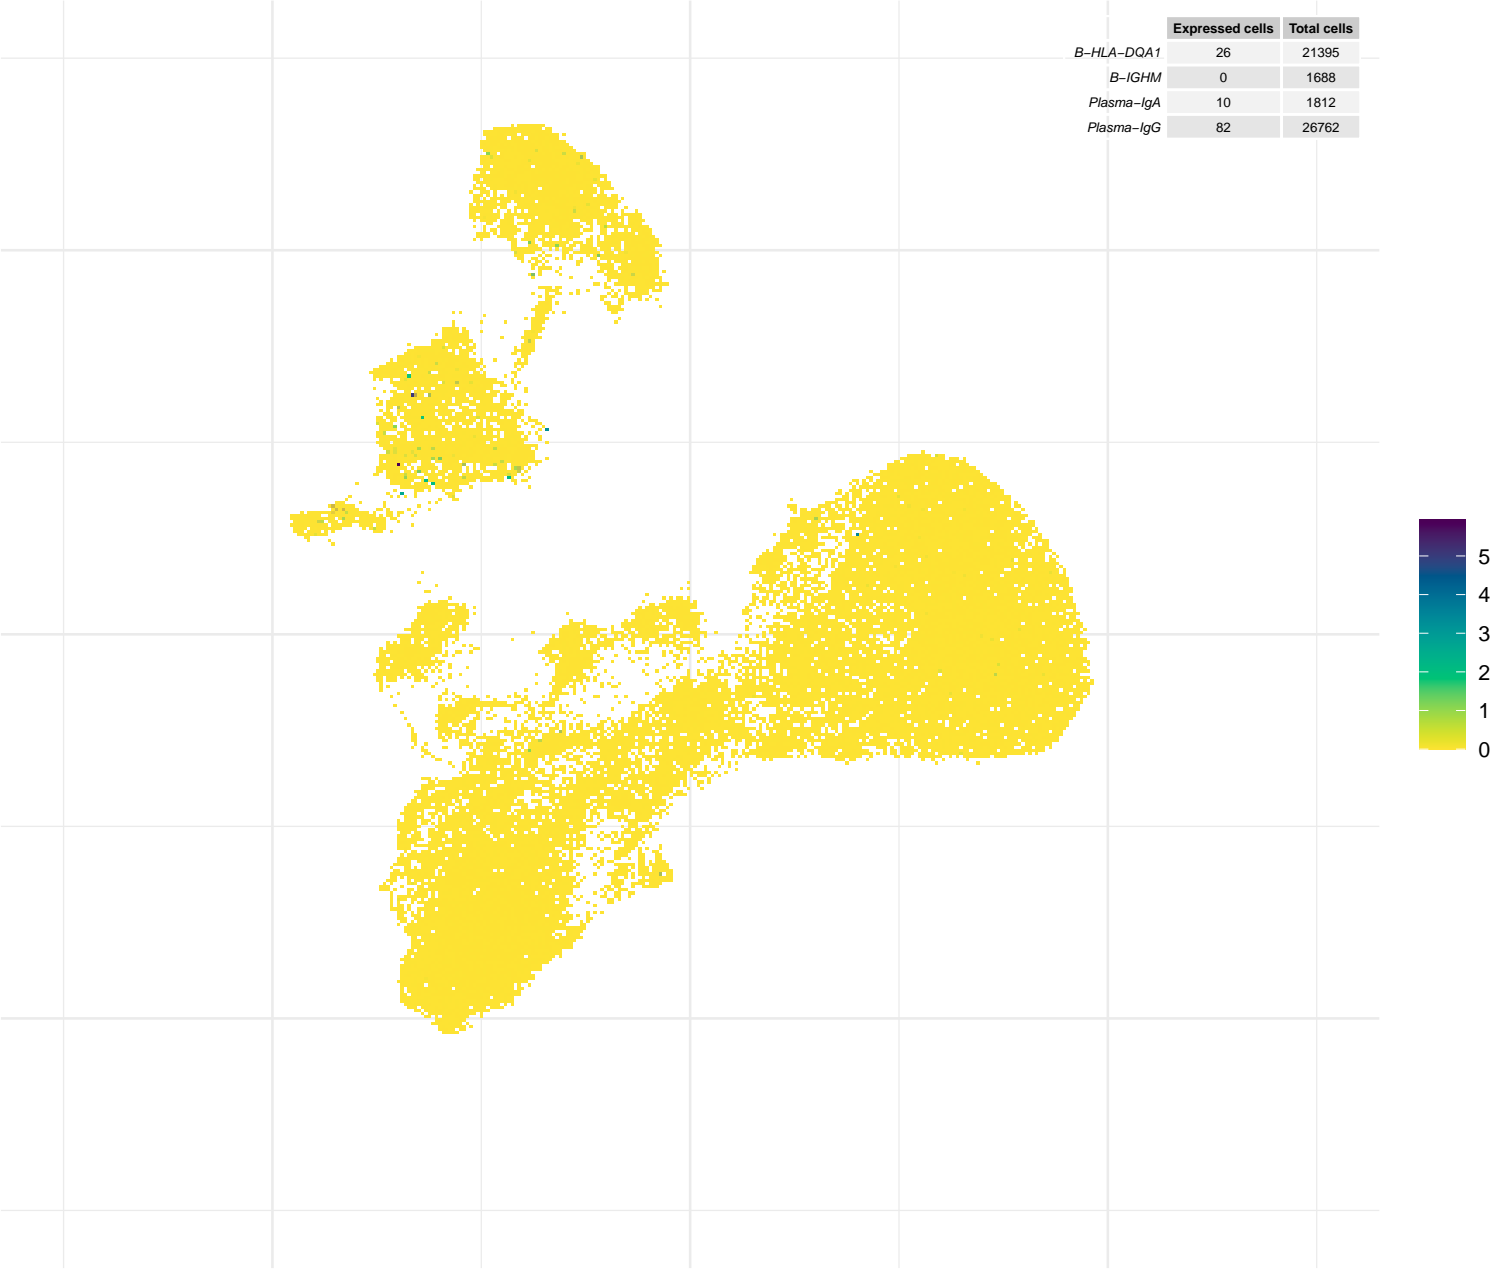 Expressed cells Total cells
B−HLA−DQA1 26 21395
B−IGHM 0 1688
Plasma−IgA 10 1812
Plasma−IgG 82 26762
5
4
3
2
1
0